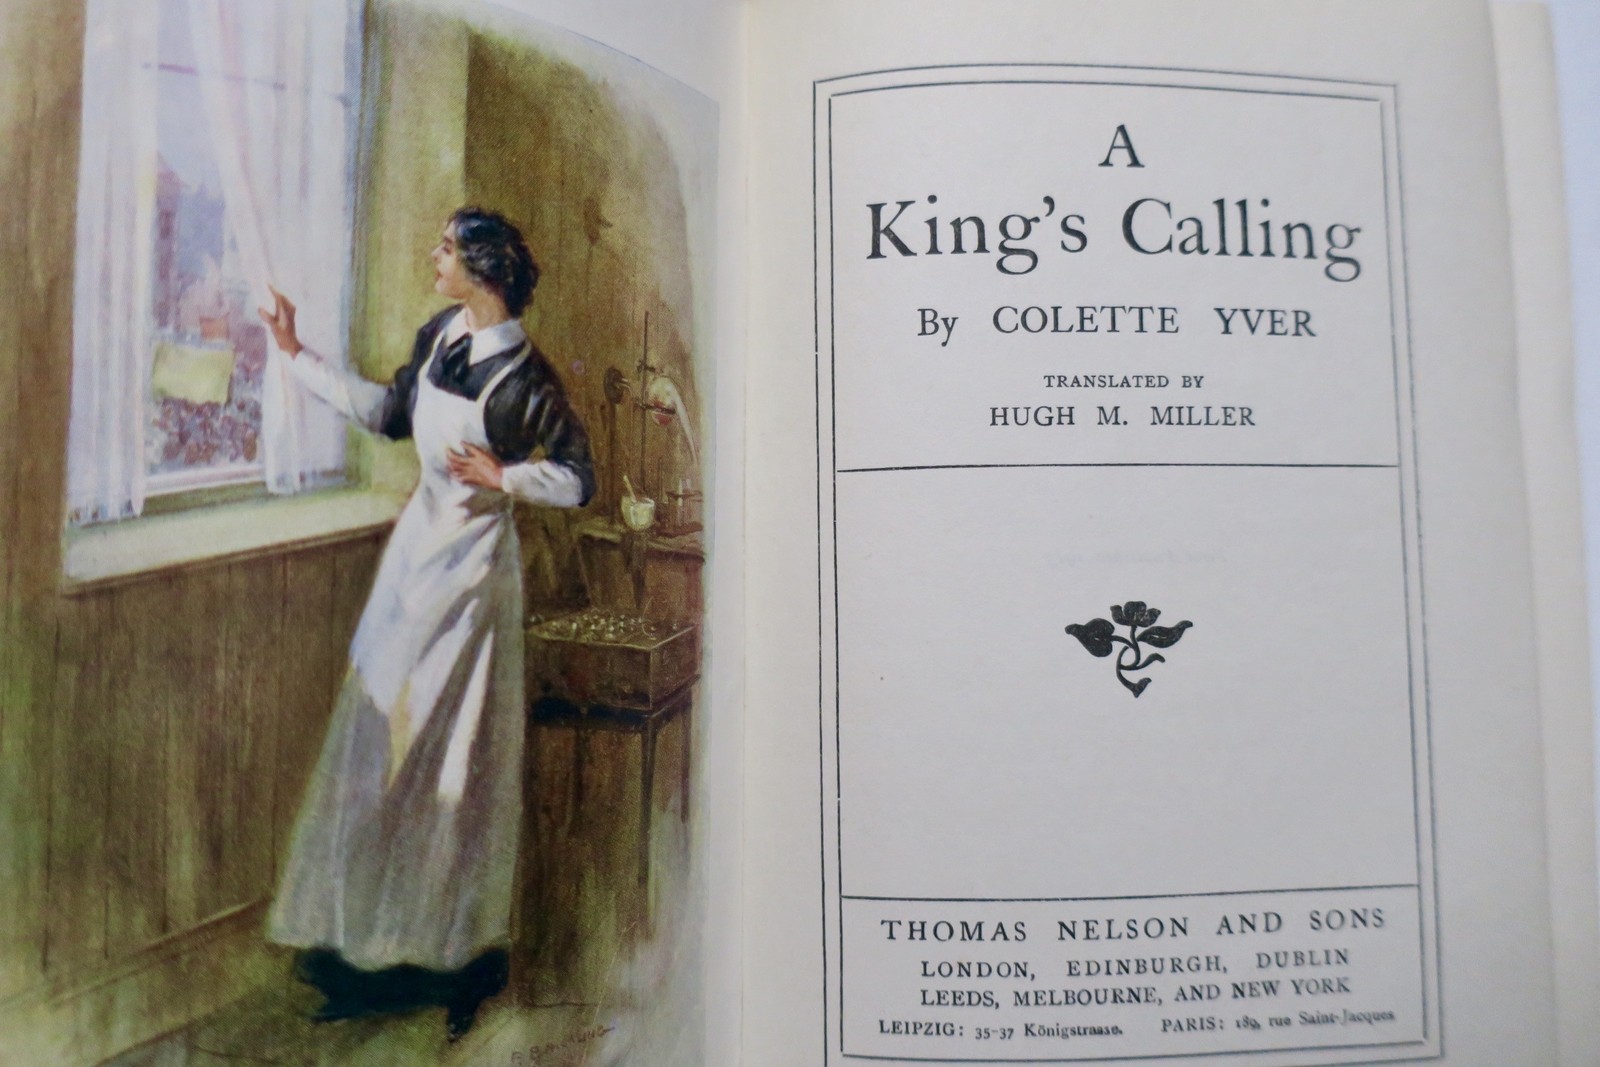 A
King's Calling
By COLETTE YVER
TRANSLATED BY
HUGH M. MILLER
THOMAS NELSON AND SONS
LONDON, EDINBURGH, DUBLIN
LEEDS, MELBOURNE, AND NEW YORK
LEIPZIG: 35-37 Königstrasse. PARIS: 189, rue Saint-Jacques